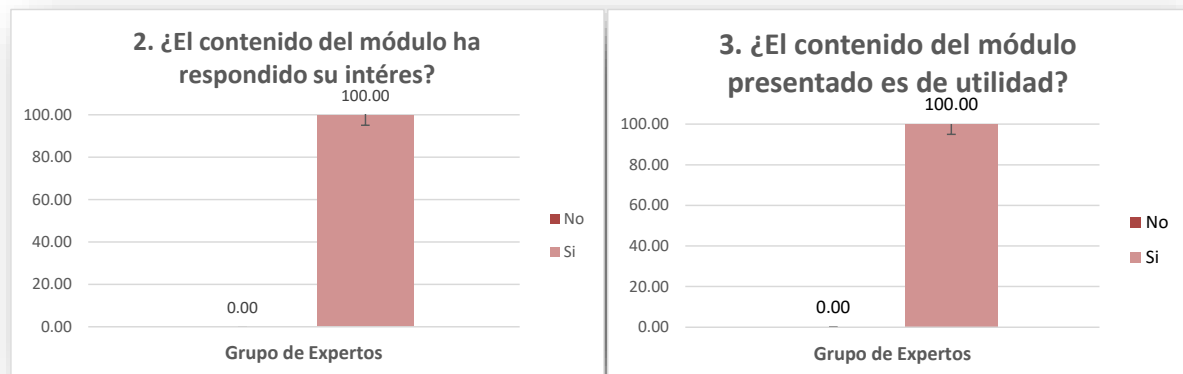 2. ¿El contenido del módulo ha
respondido su intéres?
100.00
100.00
80.00
60.00
40.00
20.00
0.00
0.00
Grupo de Expertos
No
Si
3. ¿El contenido del módulo
presentado es de utilidad?
100.00
100.00
80.00
60.00
40.00
20.00
0.00
0.00
Grupo de Expertos
No
Si